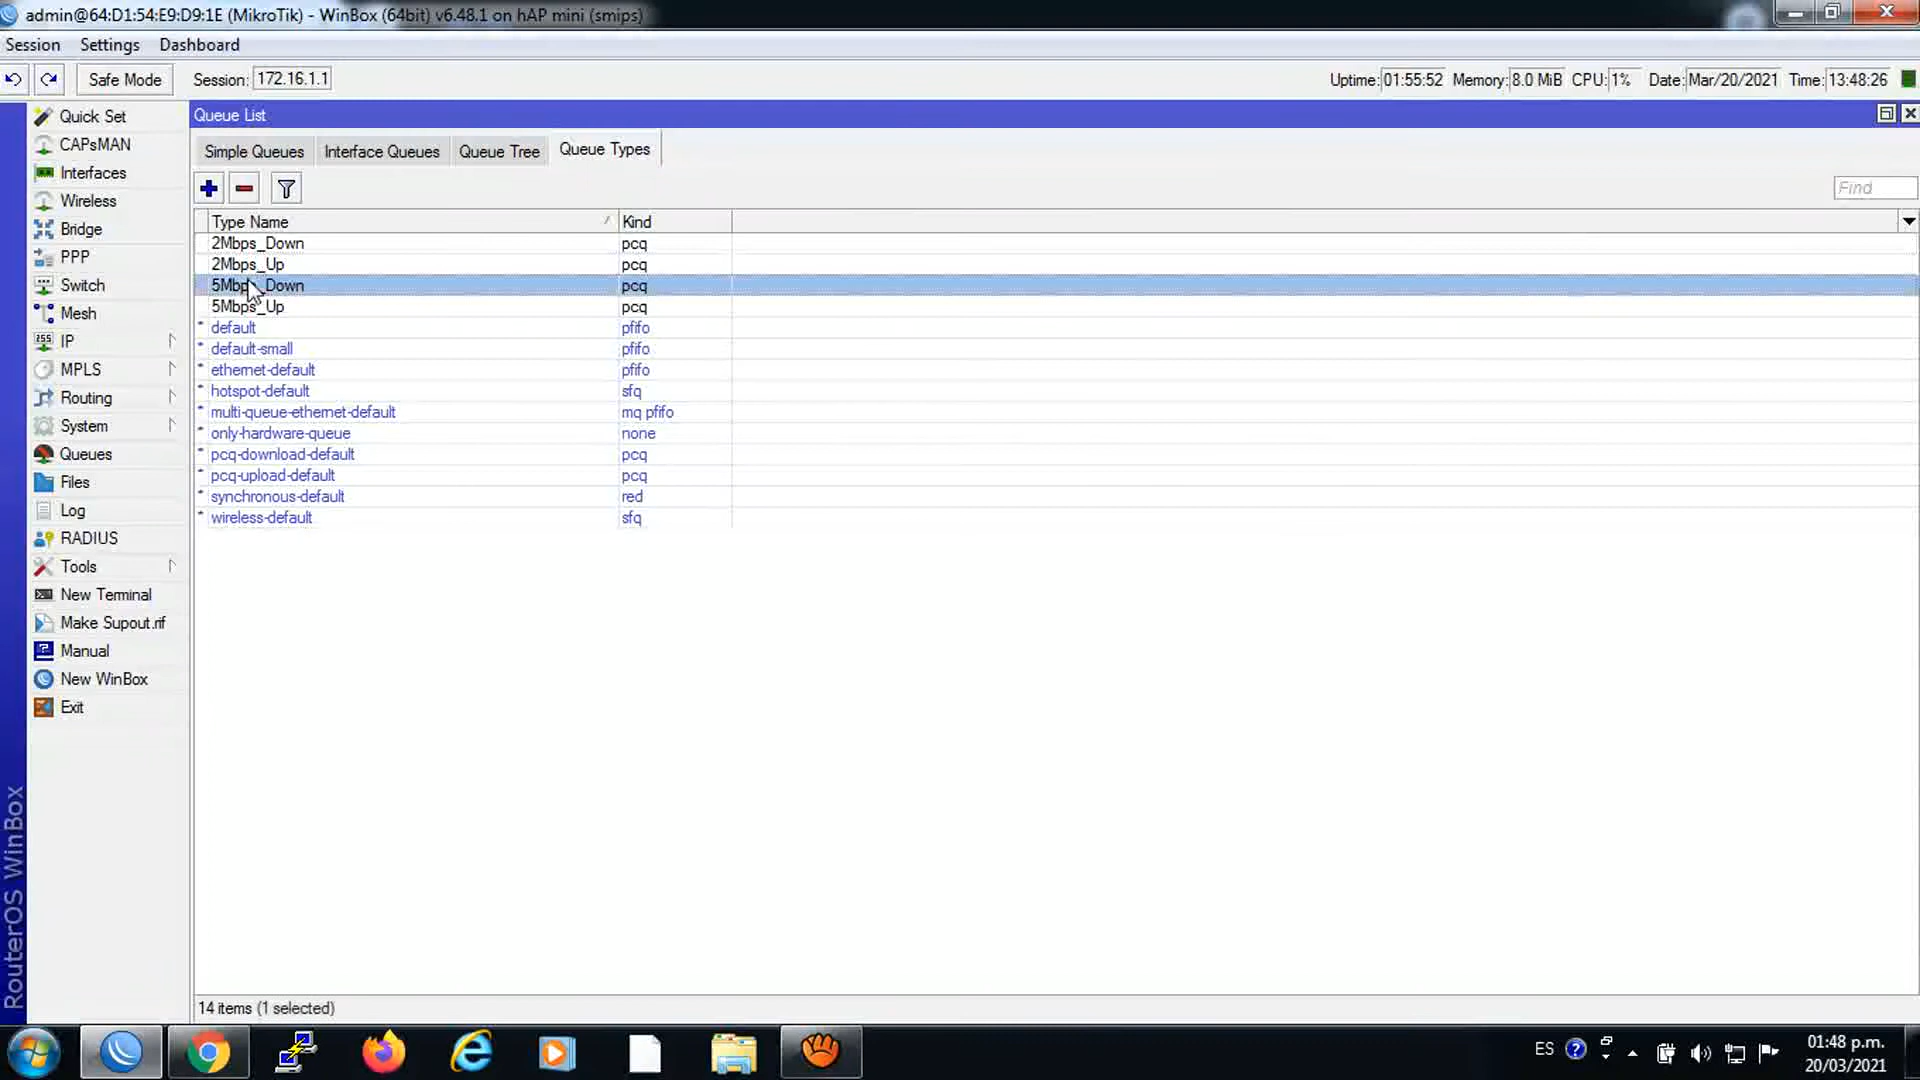 admin@64:D1:54:E9:D9:1E (MikroTik) - WinBox (64bit) v6.48.1 on hAP mini (smips)
Session Settings Dashboard
Safe Mode Session: 172.16.1.1 Uptime: 01:55:52 Memory: 8.0 MiB CPU: 1% Date: Mar/20/2021 Time: 13:48:26
Quick Set
CAPsMAN
Interfaces
Wireless
Bridge
PPP
Switch
Mesh
IP
MPLS
Routing
System
Queues
Files
Log
RADIUS
Tools
New Terminal
Make Supout.rif
Manual
New WinBox
Exit
RouterOS WinBox
Queue List
Simple Queues Interface Queues Queue Tree Queue Types
Find
Type Name Kind
2Mbps_Down pcq
2Mbps_Up pcq
5Mbps_Down pcq
5Mbps_Up pcq
* default pfifo
* default-small pfifo
* ethernet-default pfifo
* hotspot-default sfq
* multi-queue-ethernet-default mq pfifo
* only-hardware-queue none
* pcq-download-default pcq
* pcq-upload-default pcq
* synchronous-default red
* wireless-default sfq
14 items (1 selected)
ES
01:48 p.m.
20/03/2021